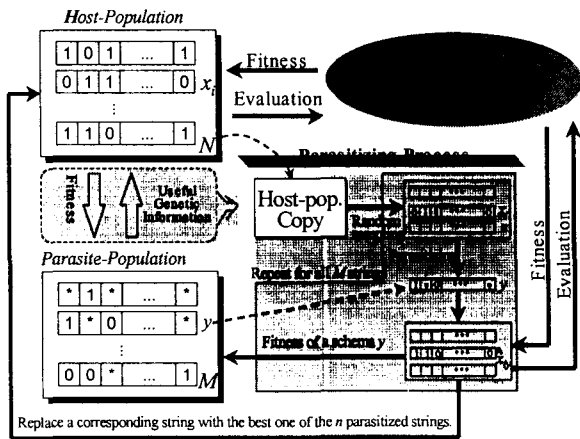 Host-Population
1 0 1 ... 1
0 1 1 ... 0 x_i
⋮
1 1 0 ... 1 N
Fitness
Evaluation
Parasitizing Process
Fitness
Useful
Genetic
Information
Host-pop.
Copy
Parasite-Population
* 1 * ... *
1 * 0 ... * y
⋮
0 0 * ... 1 M
Repeat for all M strings
y
Fitness of a schema y
Fitness
Evaluation
Replace a corresponding string with the best one of the n parasitized strings.